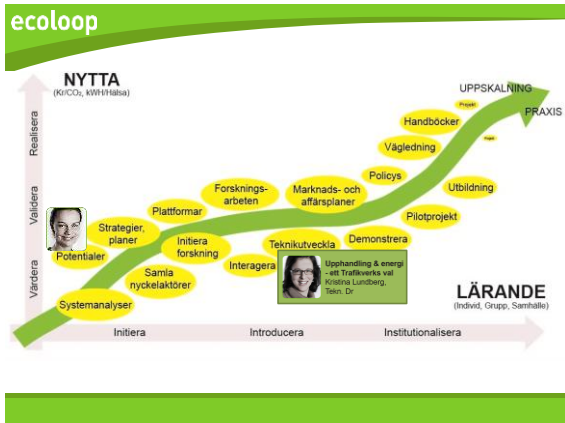 ecoloop
NYTTA
(Kr/CO₂, kWH/Hälsa)
UPPSKALNING
PRAXIS
Projekt
Handböcker
Vägledning
Policys
Utbildning
Pilotprojekt
Marknads- och
affärsplaner
Forsknings-
arbeten
Plattformar
Strategier,
planer
Initiera
forskning
Teknikutveckla
Demonstrera
Potentialer
Interagera
Samla
nyckelaktörer
Systemanalyser
Upphandling & energi
- ett Trafikverks val
Kristina Lundberg,
Tekn. Dr
Realisera
Validera
Värdera
LÄRANDE
(Individ, Grupp, Samhälle)
Initiera
Introducera
Institutionalisera